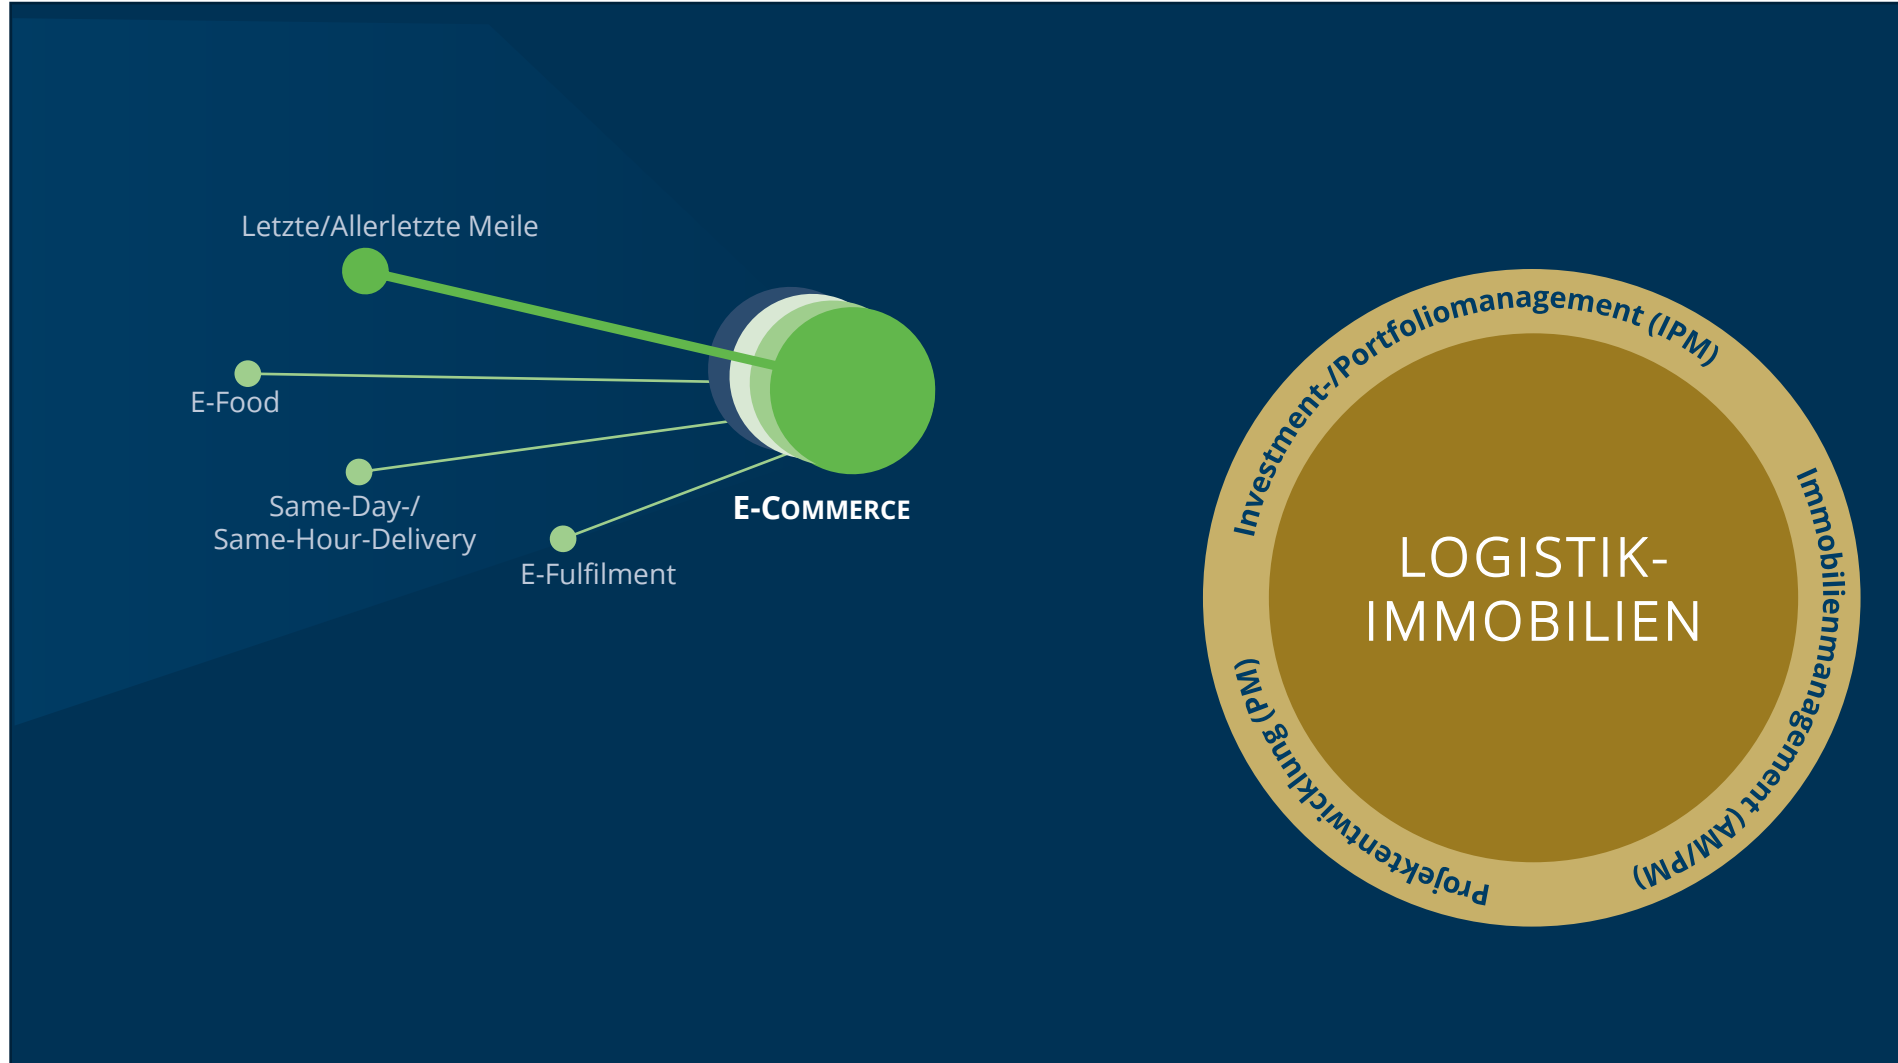 Letzte/Allerletzte Meile
E-Food
Same-Day-/
Same-Hour-Delivery
E-Fulfilment
E-COMMERCE
Investment-/Portfoliomanagement (IPM)
Immobilienmanagement (AM/PM)
Projektentwicklung (PM)
LOGISTIK-
IMMOBILIEN